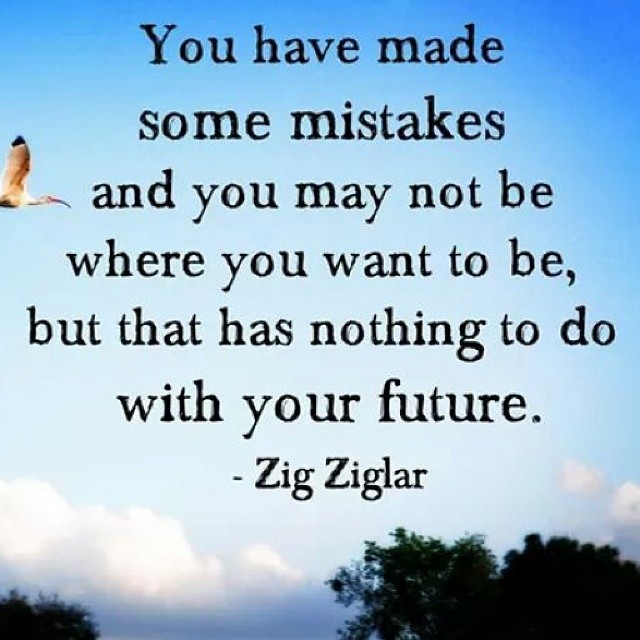 You have made
some mistakes
and you may not be
where you want to be,
but that has nothing to do
with your future.
- Zig Ziglar